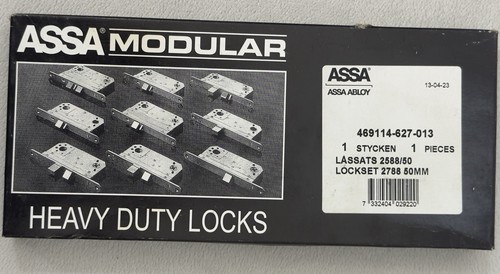 ASSA® MODULAR
HEAVY DUTY LOCKS
ASSA®
ASSA ABLOY
13-04-23
469114-627-013
1 STYCKEN 1 PIECES
LÅSSATS 2588/50
LOCKSET 2788 50MM
7 332404 029220